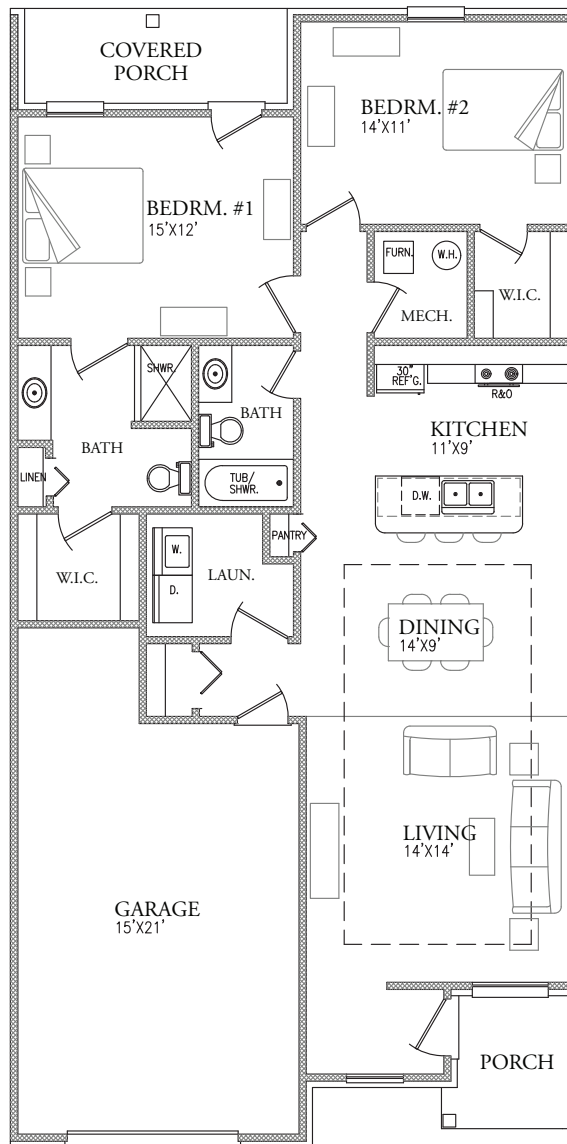 COVERED
PORCH
BEDRM. #2
14'X11'
BEDRM. #1
15'X12'
FURN.
W.H.
MECH.
W.I.C.
SHWR.
BATH
30"
REF'G.
R&O
KITCHEN
11'X9'
BATH
LINEN
TUB/
SHWR.
D.W.
PANTRY
W.
D.
LAUN.
W.I.C.
DINING
14'X9'
LIVING
14'X14'
GARAGE
15'X21'
PORCH